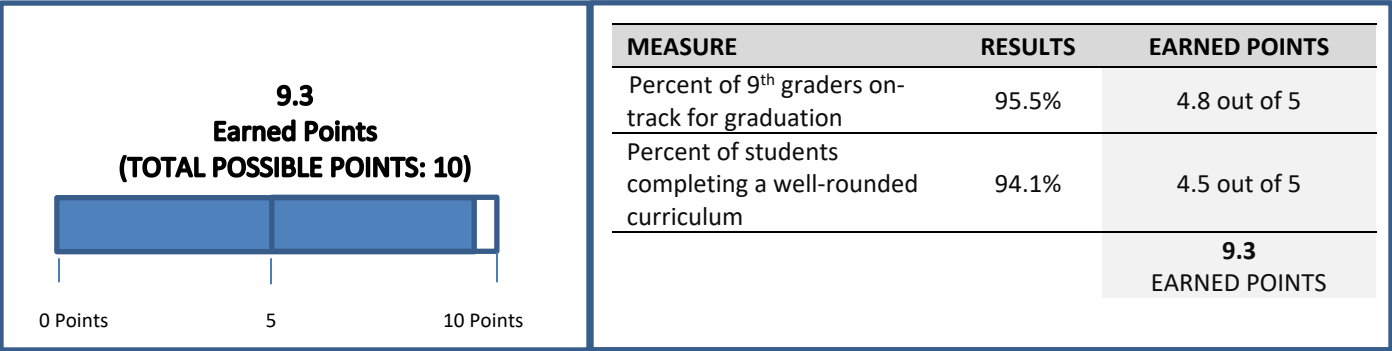 9.3
Earned Points
(TOTAL POSSIBLE POINTS: 10)
0 Points 5 10 Points
MEASURE RESULTS EARNED POINTS
Percent of 9th graders on-
track for graduation
95.5% 4.8 out of 5
Percent of students
completing a well-rounded
curriculum
94.1% 4.5 out of 5
9.3
EARNED POINTS